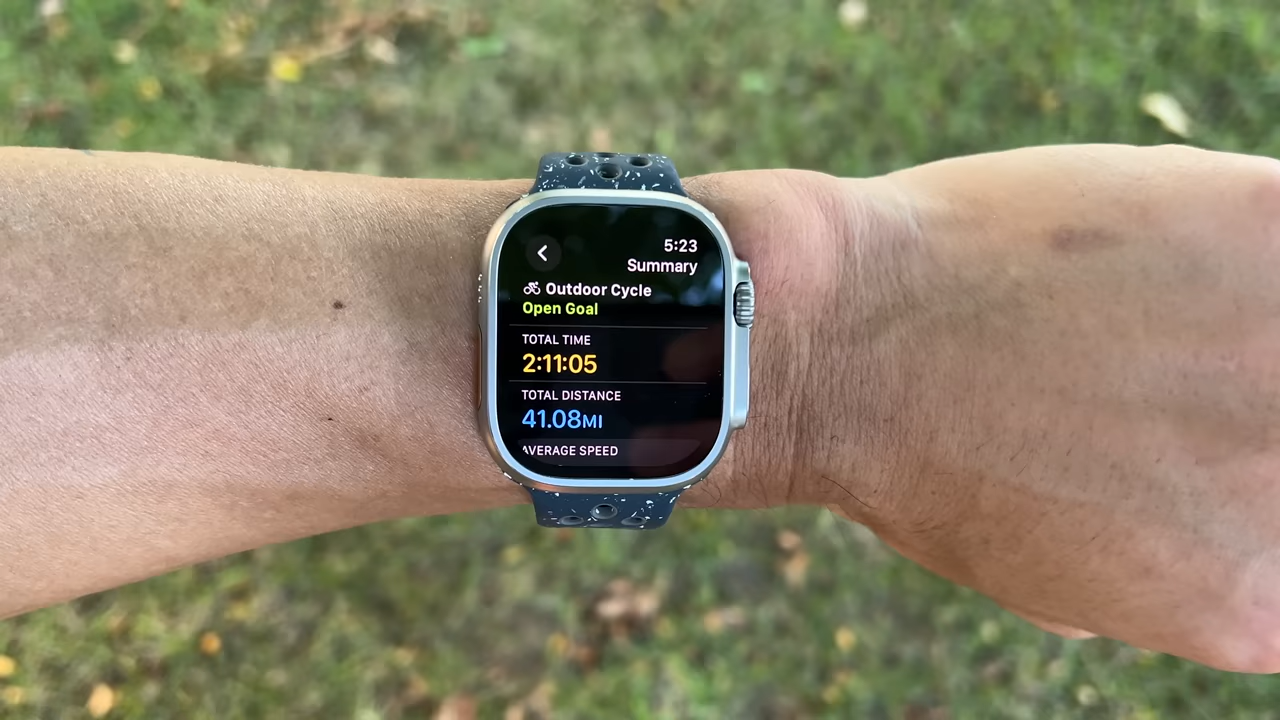 5:23
Summary
Outdoor Cycle
Open Goal
TOTAL TIME
2:11:05
TOTAL DISTANCE
41.08MI
AVERAGE SPEED